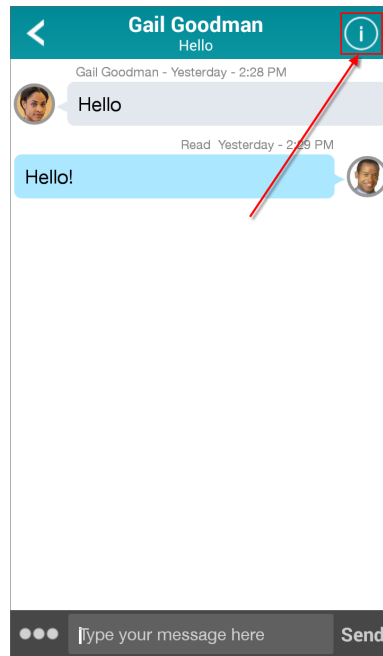 Gail Goodman
Hello
Gail Goodman - Yesterday - 2:28 PM
Hello
Read Yesterday - 2:29 PM
Hello!
Type your message here
Send